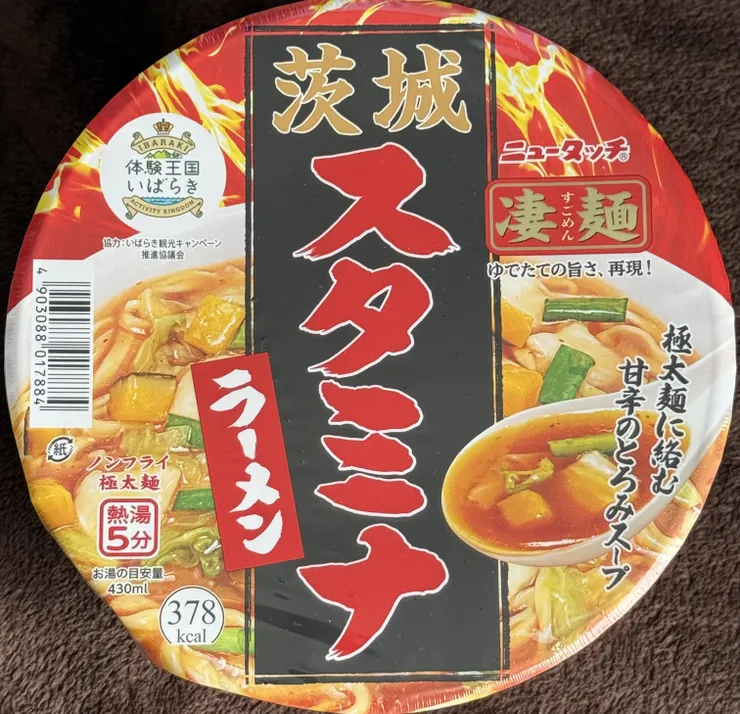 茨城
スタミナ
ラーメン
IBARAKI
体験王国
いばらき
ACTIVITY KINGDOM
協力:いばらき観光キャンペーン
推進協議会
4 903088 017884
紙
ノンフライ
極太麺
熱湯
5分
お湯の目安量
430ml
378
kcal
ニュータッチ®
凄麺
すごめん
ゆでたての旨さ、再現!
極太麺に絡む
甘辛のとろみスープ